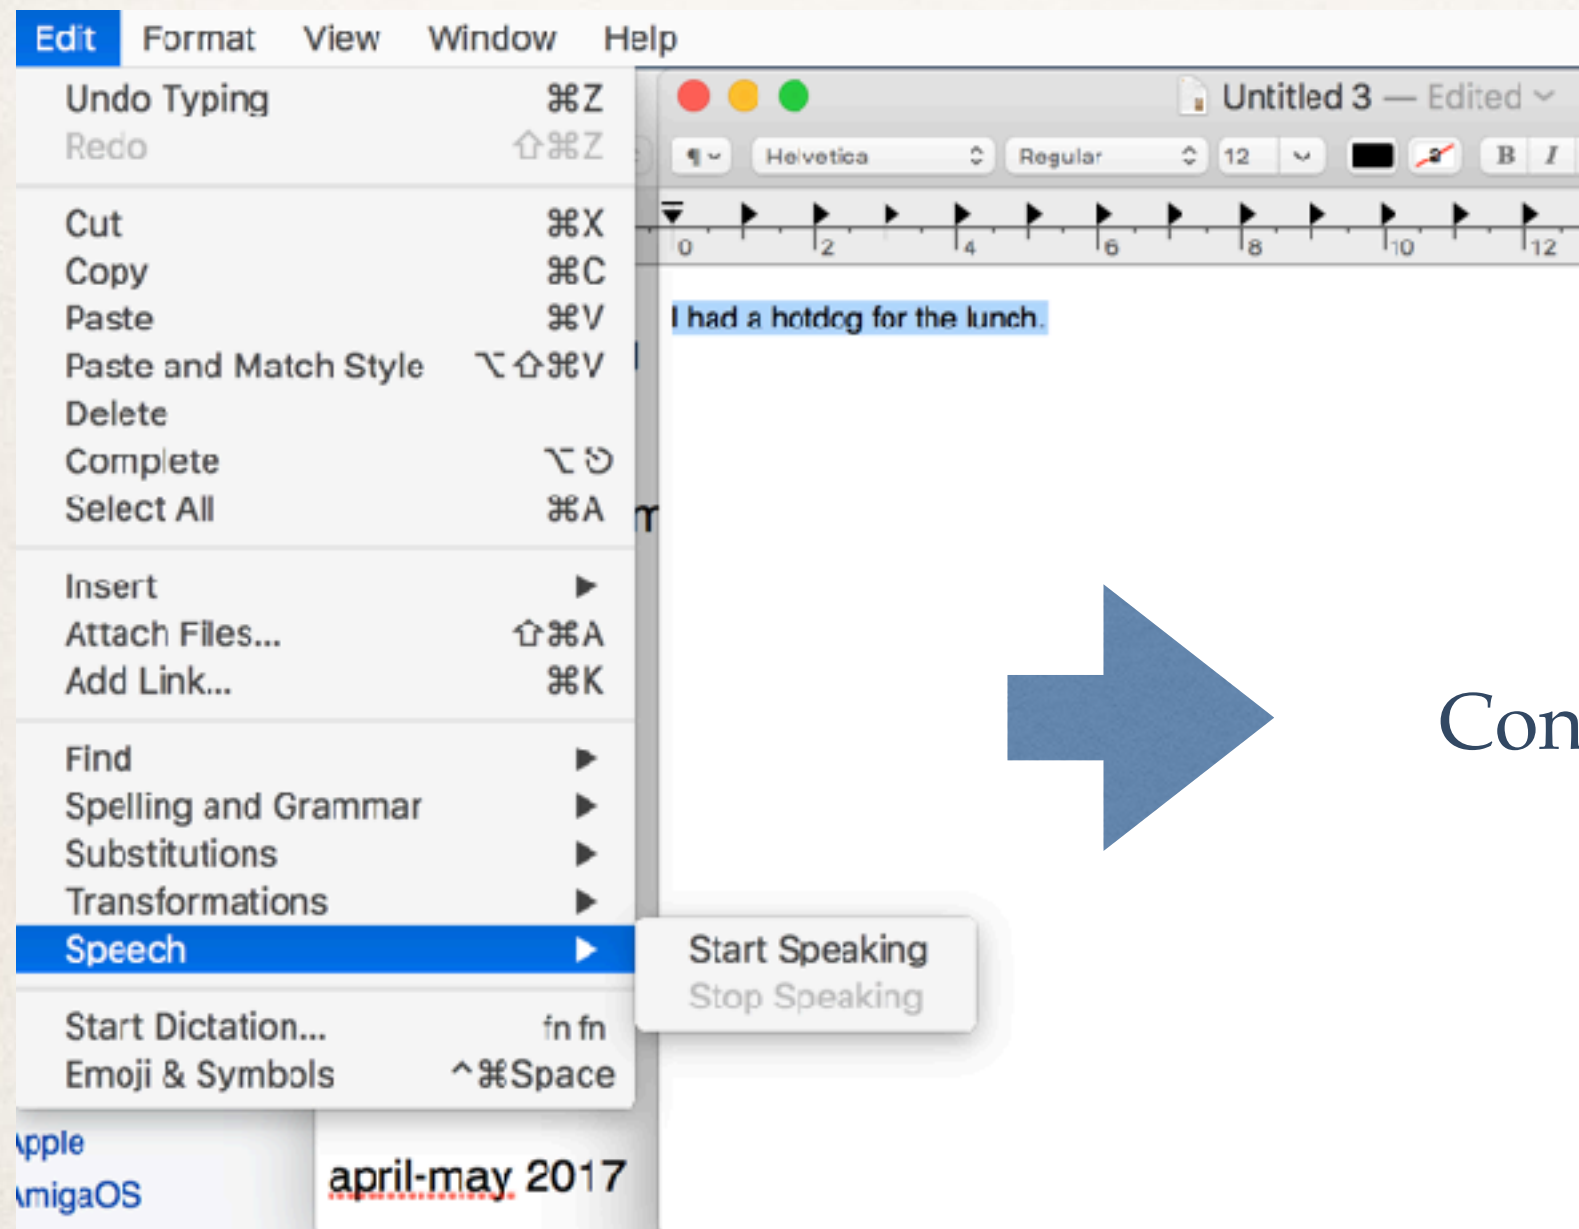 Edit Format View Window Help
Undo Typing ⌘Z
Redo ⇧⌘Z
Cut ⌘X
Copy ⌘C
Paste ⌘V
Paste and Match Style ⌥⇧⌘V
Delete
Complete ⌥⎋
Select All ⌘A
Insert ▶
Attach Files... ⇧⌘A
Add Link... ⌘K
Find ▶
Spelling and Grammar ▶
Substitutions ▶
Transformations ▶
Speech ▶
Start Speaking
Stop Speaking
Start Dictation... fn fn
Emoji & Symbols ^⌘Space
Untitled 3 — Edited
¶ Helvetica Regular 12 a B I
0 2 4 6 8 10 12
I had a hotdog for the lunch.
m
Con
Apple
AmigaOS
april-may 2017